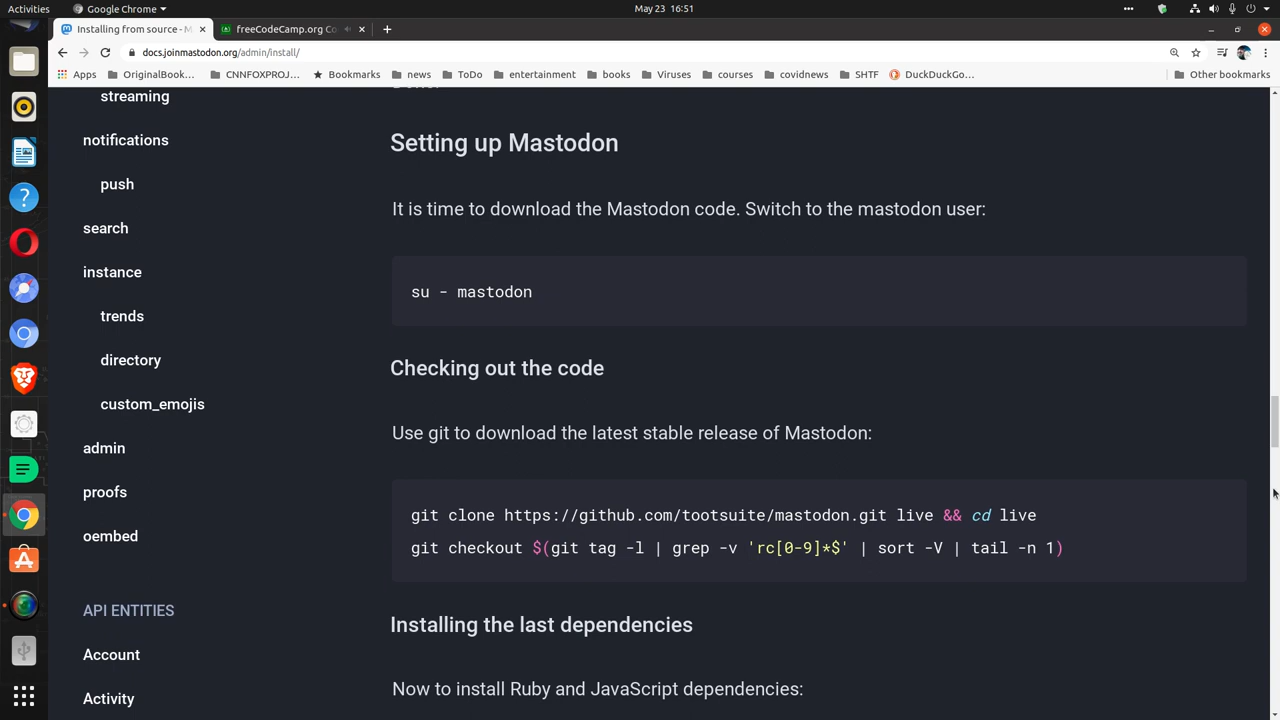 Activities
Google Chrome
May 23 16:51
Installing from source - M
freeCodeCamp.org Co
docs.joinmastodon.org/admin/install/
Apps
OriginalBook...
CNNFOXPROJ...
Bookmarks
news
ToDo
entertainment
books
Viruses
courses
covidnews
SHTF
DuckDuckGo...
Other bookmarks
streaming
notifications
push
search
instance
trends
directory
custom_emojis
admin
proofs
oembed
API ENTITIES
Account
Activity
Setting up Mastodon
It is time to download the Mastodon code. Switch to the mastodon user:
su - mastodon
Checking out the code
Use git to download the latest stable release of Mastodon:
git clone https://github.com/tootsuite/mastodon.git live && cd live
git checkout $(git tag -l | grep -v 'rc[0-9]*$' | sort -V | tail -n 1)
Installing the last dependencies
Now to install Ruby and JavaScript dependencies: